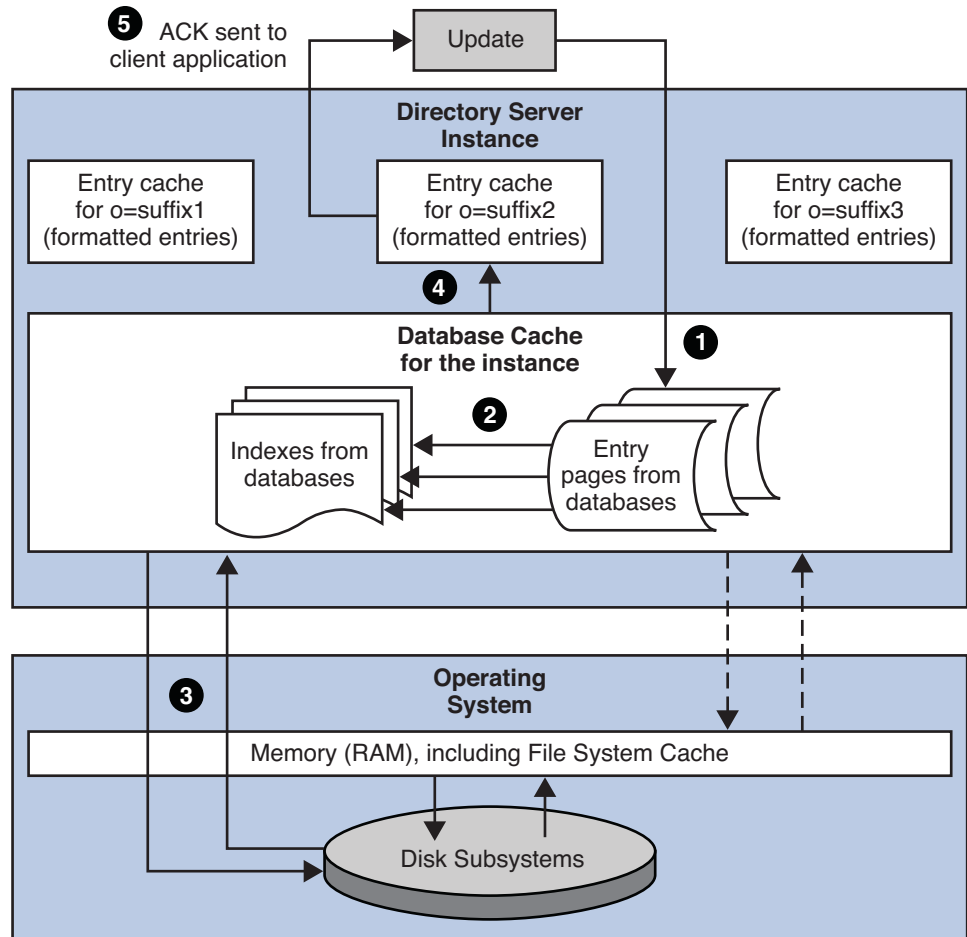 5 ACK sent to
client application
Update
Directory Server
Instance
Entry cache
for o=suffix1
(formatted entries)
Entry cache
for o=suffix2
(formatted entries)
Entry cache
for o=suffix3
(formatted entries)
4
1
Database Cache
for the instance
2
Indexes from
databases
Entry
pages from
databases
3
Operating
System
Memory (RAM), including File System Cache
Disk Subsystems